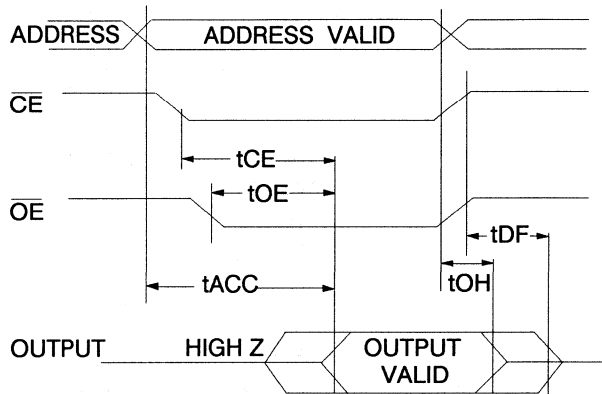 ADDRESS
ADDRESS VALID
CE
tCE
tOE
OE
tDF
tACC
tOH
OUTPUT
HIGH Z
OUTPUT
VALID